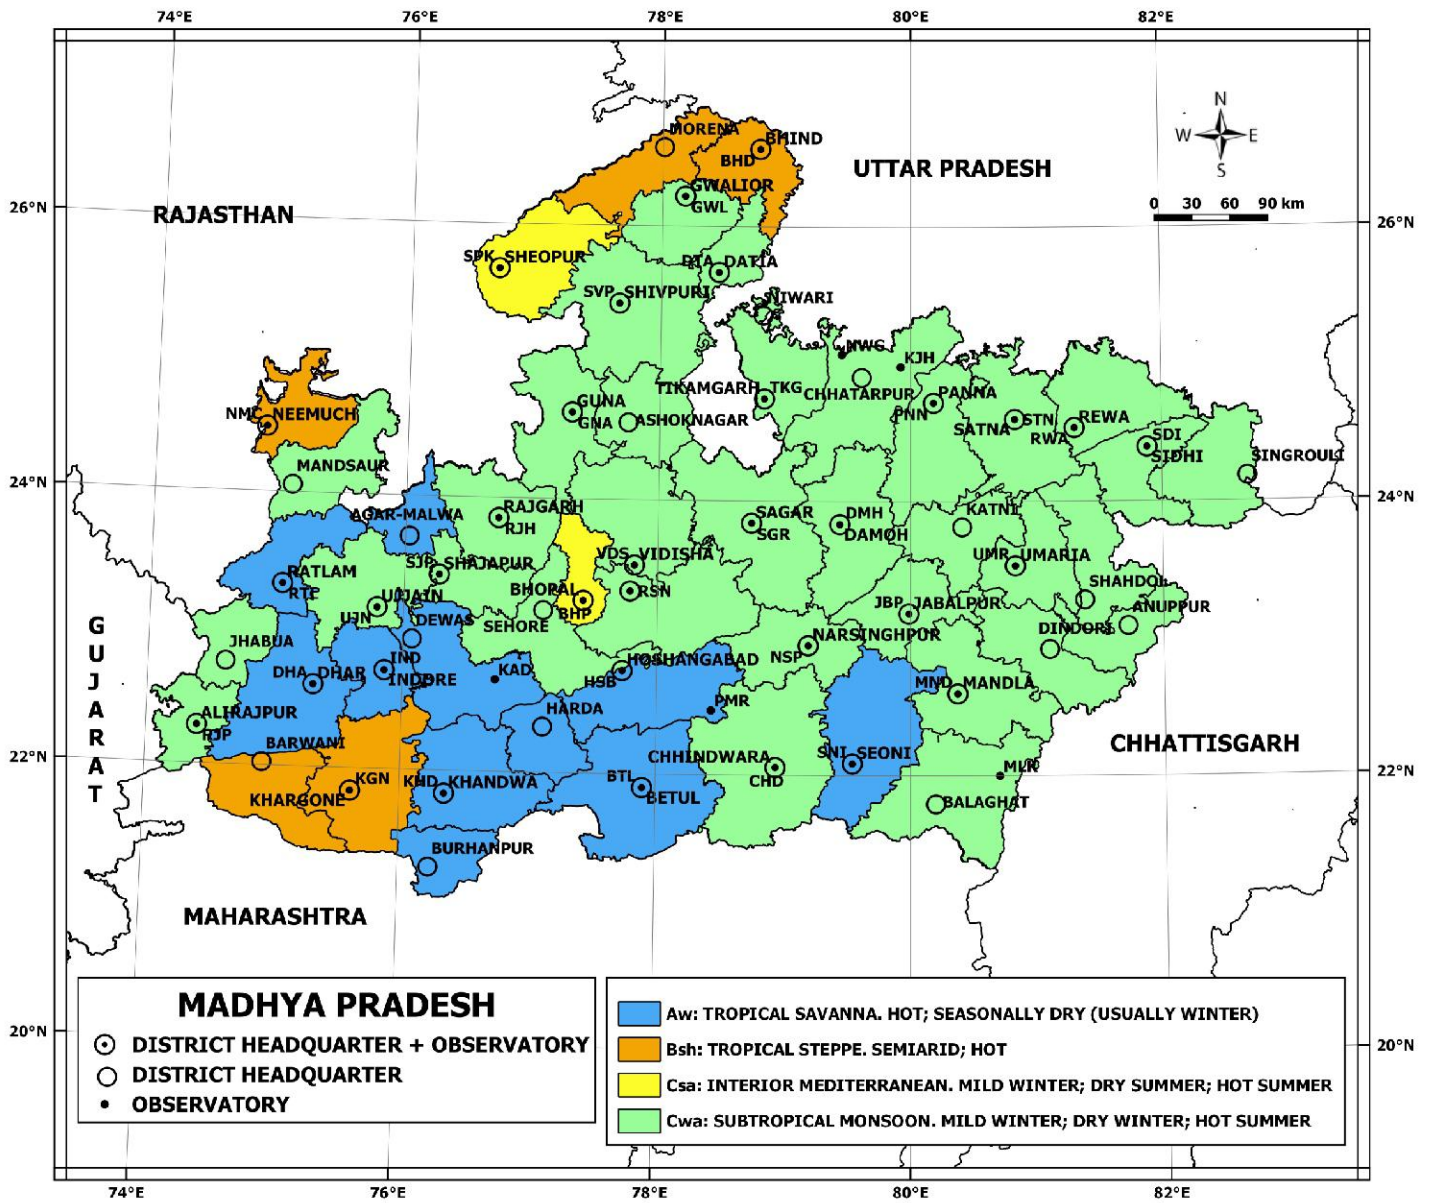 74°E 76°E 78°E 80°E 82°E
N
W E
S
0 30 60 90 km
UTTAR PRADESH
RAJASTHAN
26°N 26°N
MORENA
BHIND
BHD
GWALIOR
GWL
SPK SHEOPUR
DTA DATIA
SVP SHIVPURI
NIWARI
NWG
KJH
TIKAMGARH TKG
CHHATARPUR
PANNA
PNN
GUNA
GNA
ASHOKNAGAR
NMC NEEMUCH
STN
SATNA
REWA
RWA
SDI
SIDHI
SINGROULI
MANDSAUR
24°N 24°N
AGAR-MALWA
RAJGARH
RJH
SAGAR
SGR
DMH
DAMOH
KATNI
SJP SHAJAPUR
VDS VIDISHA
UMR UMARIA
RATLAM
RTL
BHOPAL
BHP
RSN
SHAHDOL
UJJAIN
UJN
DEWAS
SEHORE
JBP JABALPUR
ANUPPUR
DINDORI
JHABUA
NARSINGHPUR
NSP
GUJARAT
DHA DHAR
IND
INDORE
KAD
HOSHANGABAD
HSB
MND MANDLA
ALIRAJPUR
RJP
HARDA
PMR
BARWANI
CHHINDWARA
CHD
SNI SEONI
CHHATTISGARH
22°N 22°N
KGN
KHARGONE
KHD KHANDWA
BTL
BETUL
MLK
BALAGHAT
BURHANPUR
MAHARASHTRA
MADHYA PRADESH
DISTRICT HEADQUARTER + OBSERVATORY
DISTRICT HEADQUARTER
OBSERVATORY
Aw: TROPICAL SAVANNA. HOT; SEASONALLY DRY (USUALLY WINTER)
Bsh: TROPICAL STEPPE. SEMIARID; HOT
Csa: INTERIOR MEDITERRANEAN. MILD WINTER; DRY SUMMER; HOT SUMMER
Cwa: SUBTROPICAL MONSOON. MILD WINTER; DRY WINTER; HOT SUMMER
20°N 20°N
74°E 76°E 78°E 80°E 82°E